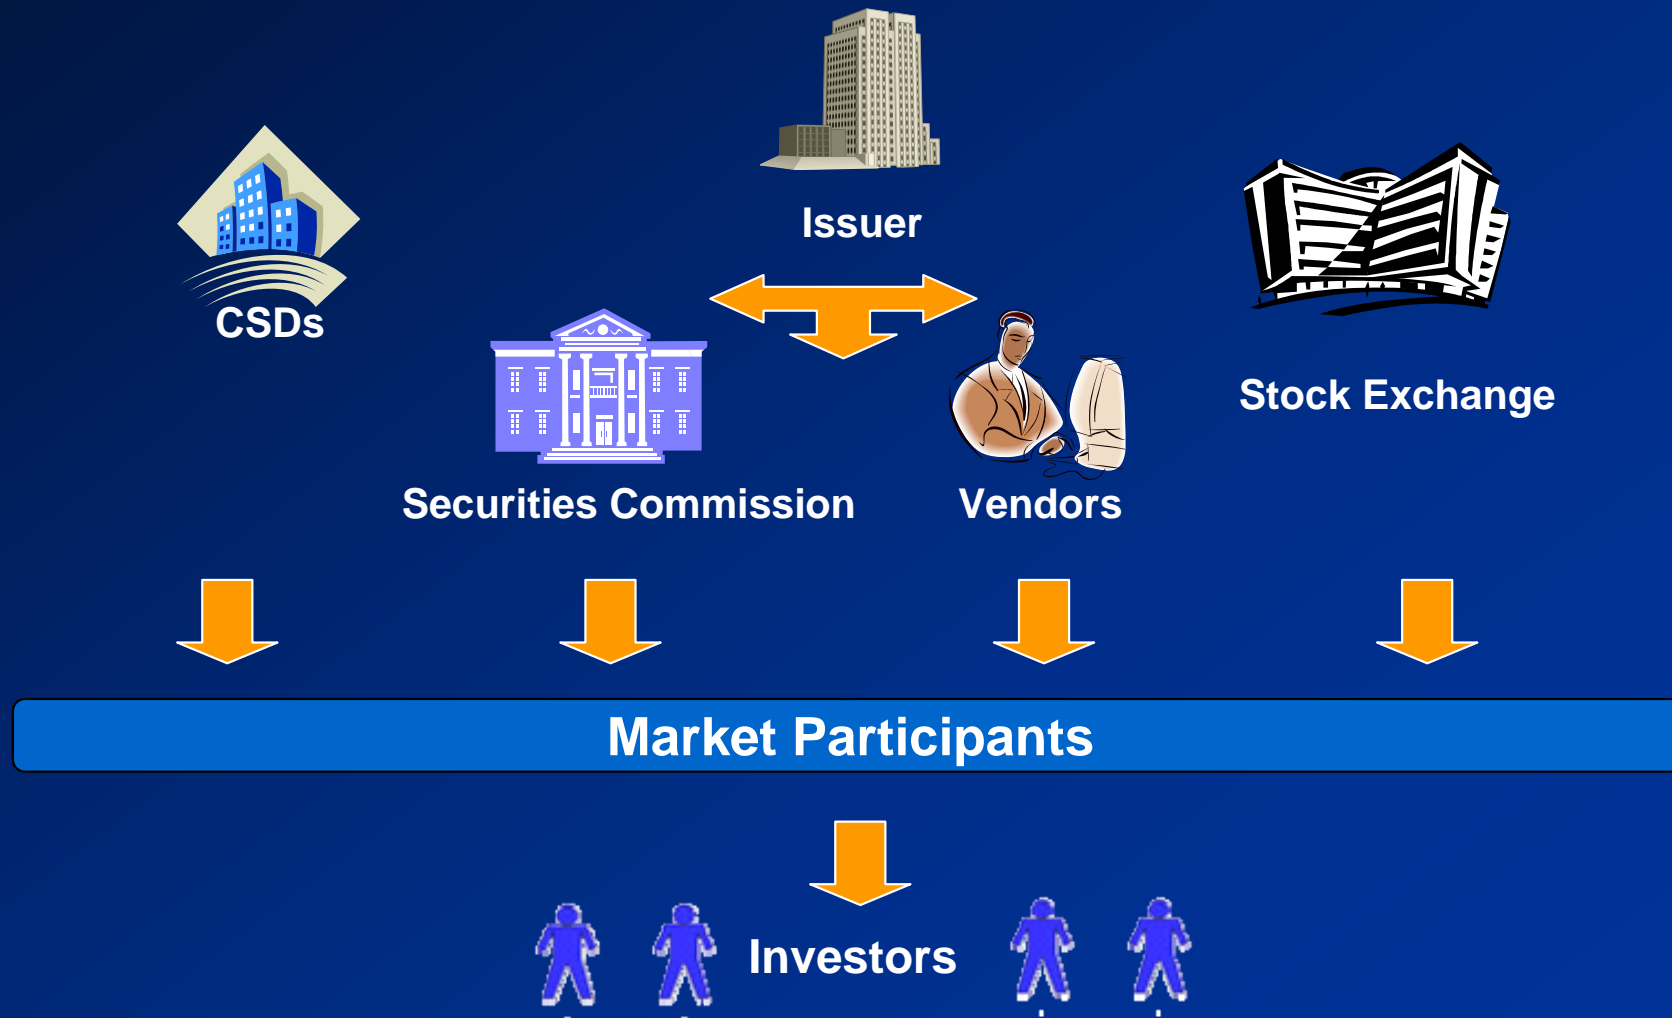 Issuer
CSDs
Stock Exchange
Securities Commission
Vendors
Market Participants
Investors